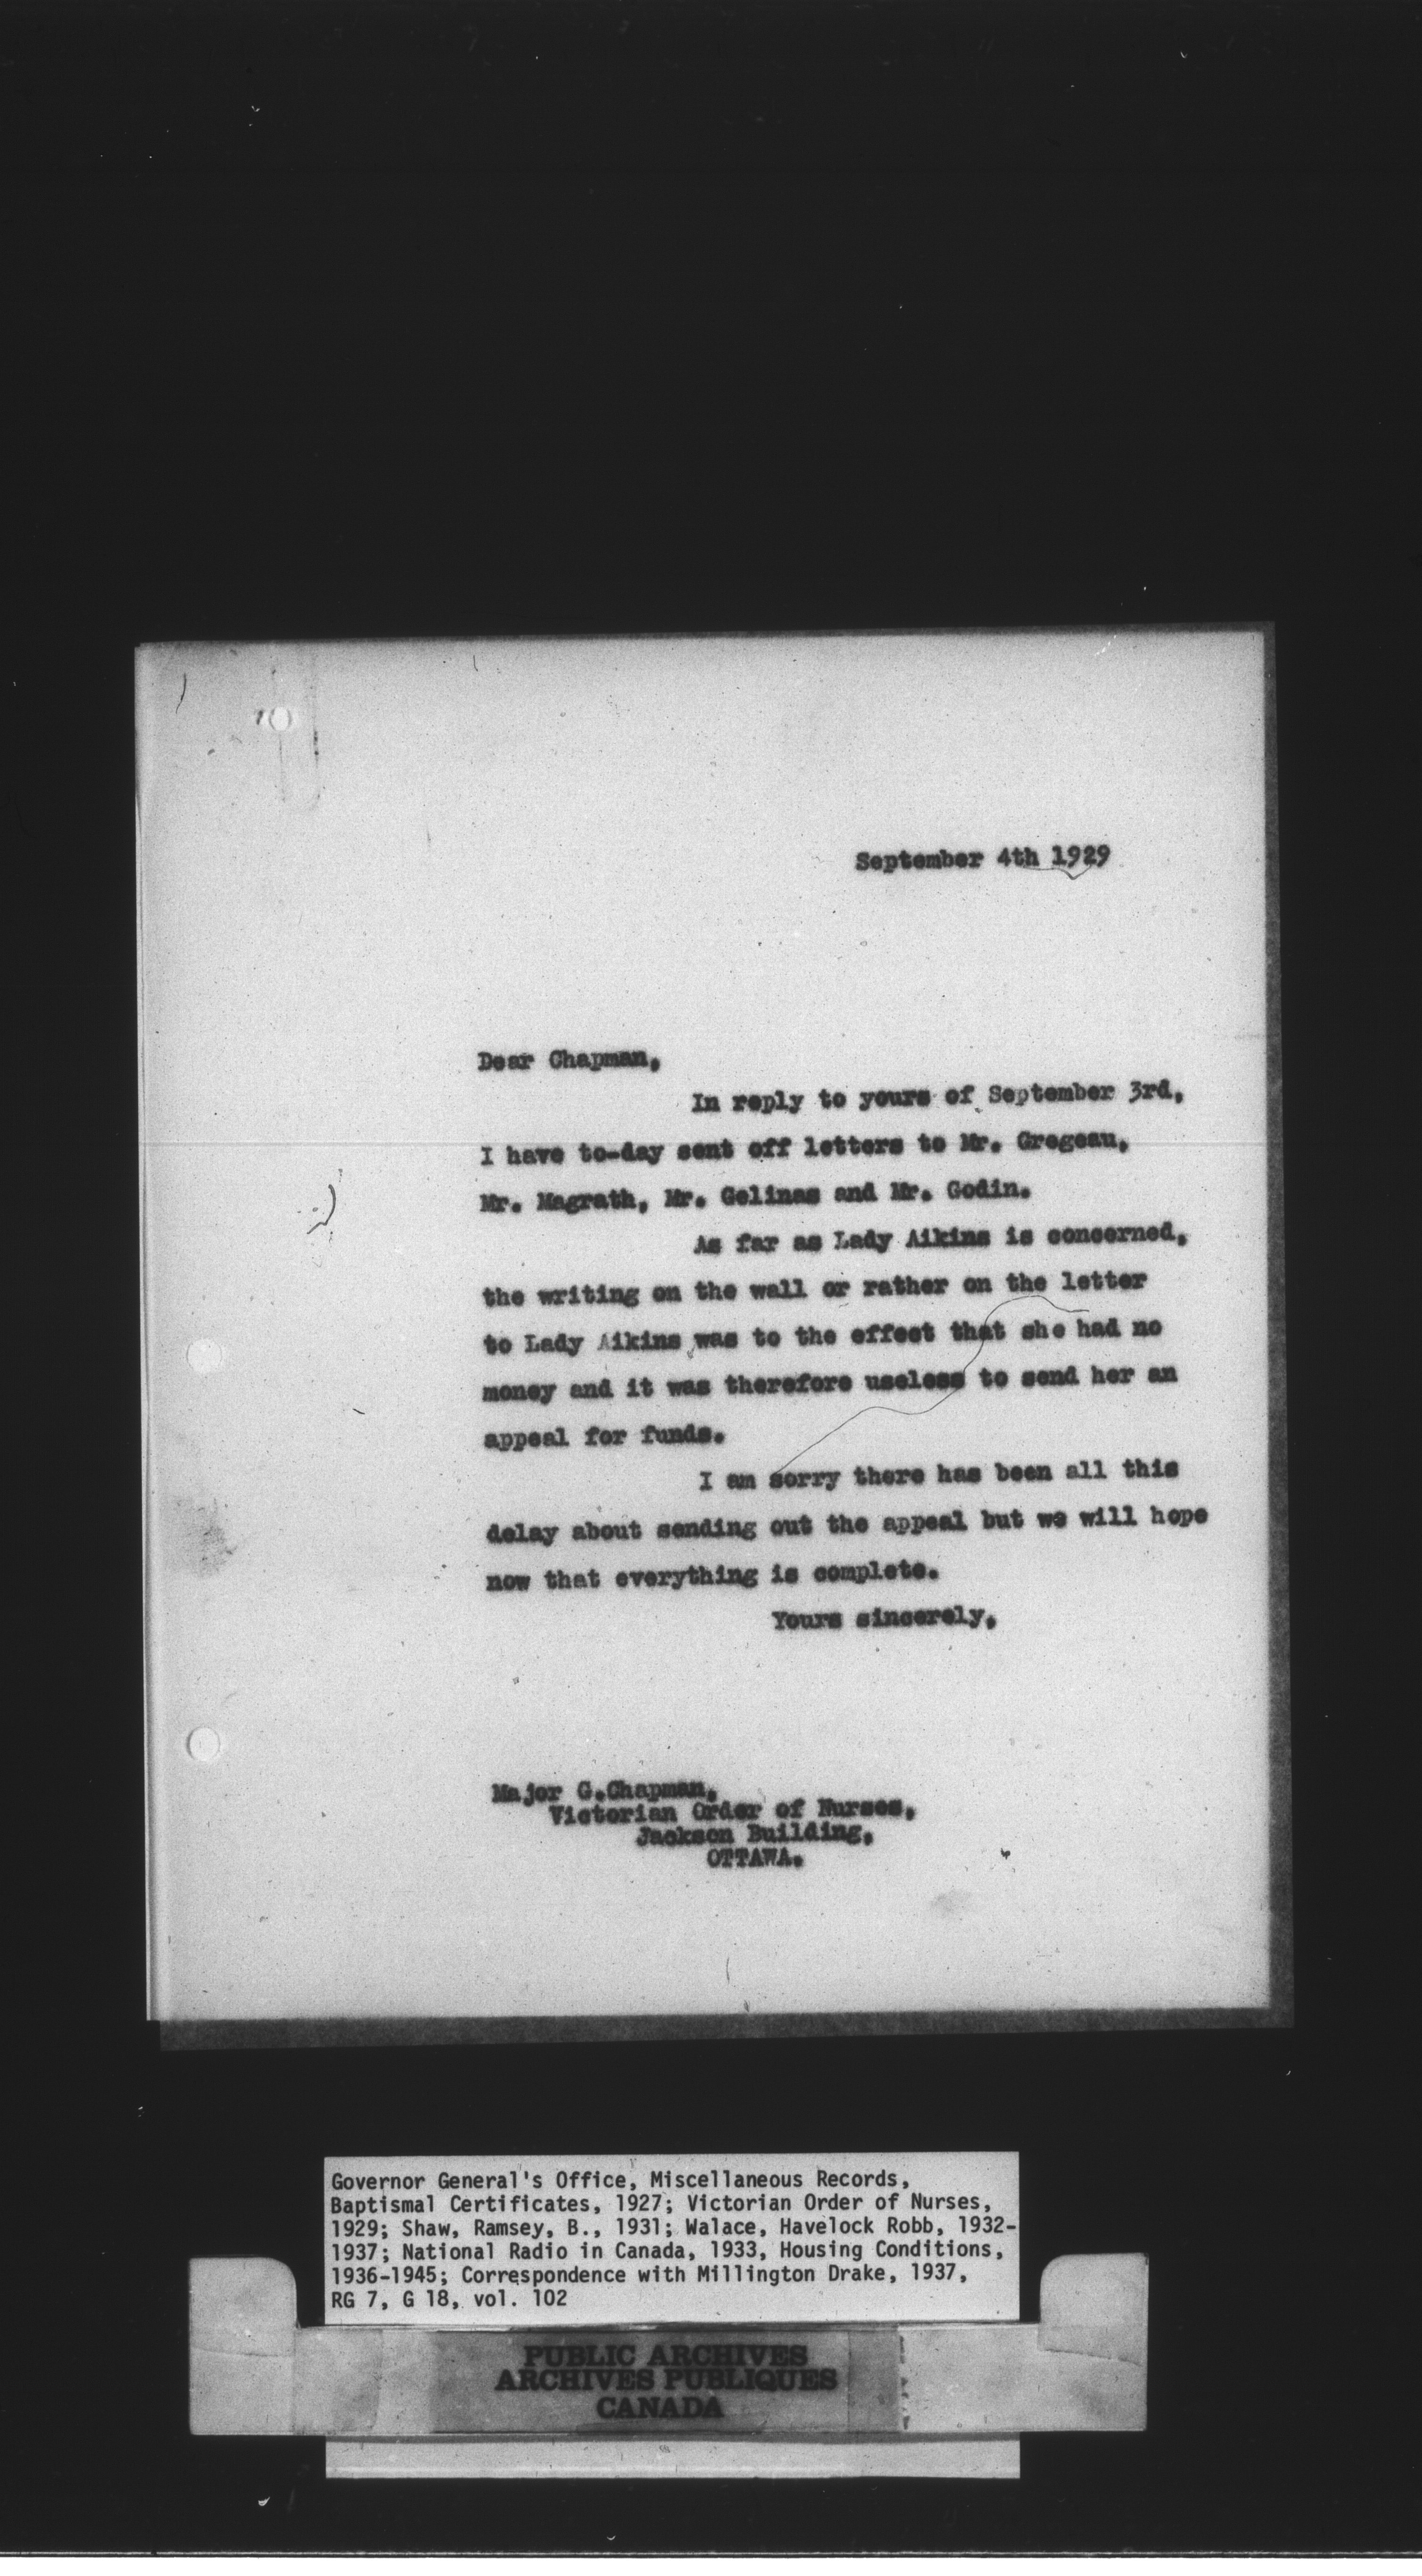 September 4th 1929
Dear Chapman,
In reply to yours of September 3rd,
I have to-day sent off letters to Mr. Gregeau,
Mr. Magrath, Mr. Gelinas and Mr. Godin.
As far as Lady Aikins is concerned,
the writing on the wall or rather on the letter
to Lady Aikins was to the effect that she had no
money and it was therefore useless to send her an
appeal for funds.
I am sorry there has been all this
delay about sending out the appeal but we will hope
now that everything is complete.
Yours sincerely,
Major G.Chapman,
Victorian Order of Nurses,
Jackson Building,
OTTAWA.
Governor General's Office, Miscellaneous Records,
Baptismal Certificates, 1927; Victorian Order of Nurses,
1929; Shaw, Ramsey, B., 1931; Walace, Havelock Robb, 1932-
1937; National Radio in Canada, 1933, Housing Conditions,
1936-1945; Correspondence with Millington Drake, 1937,
RG 7, G 18, vol. 102
PUBLIC ARCHIVES
ARCHIVES PUBLIQUES
CANADA